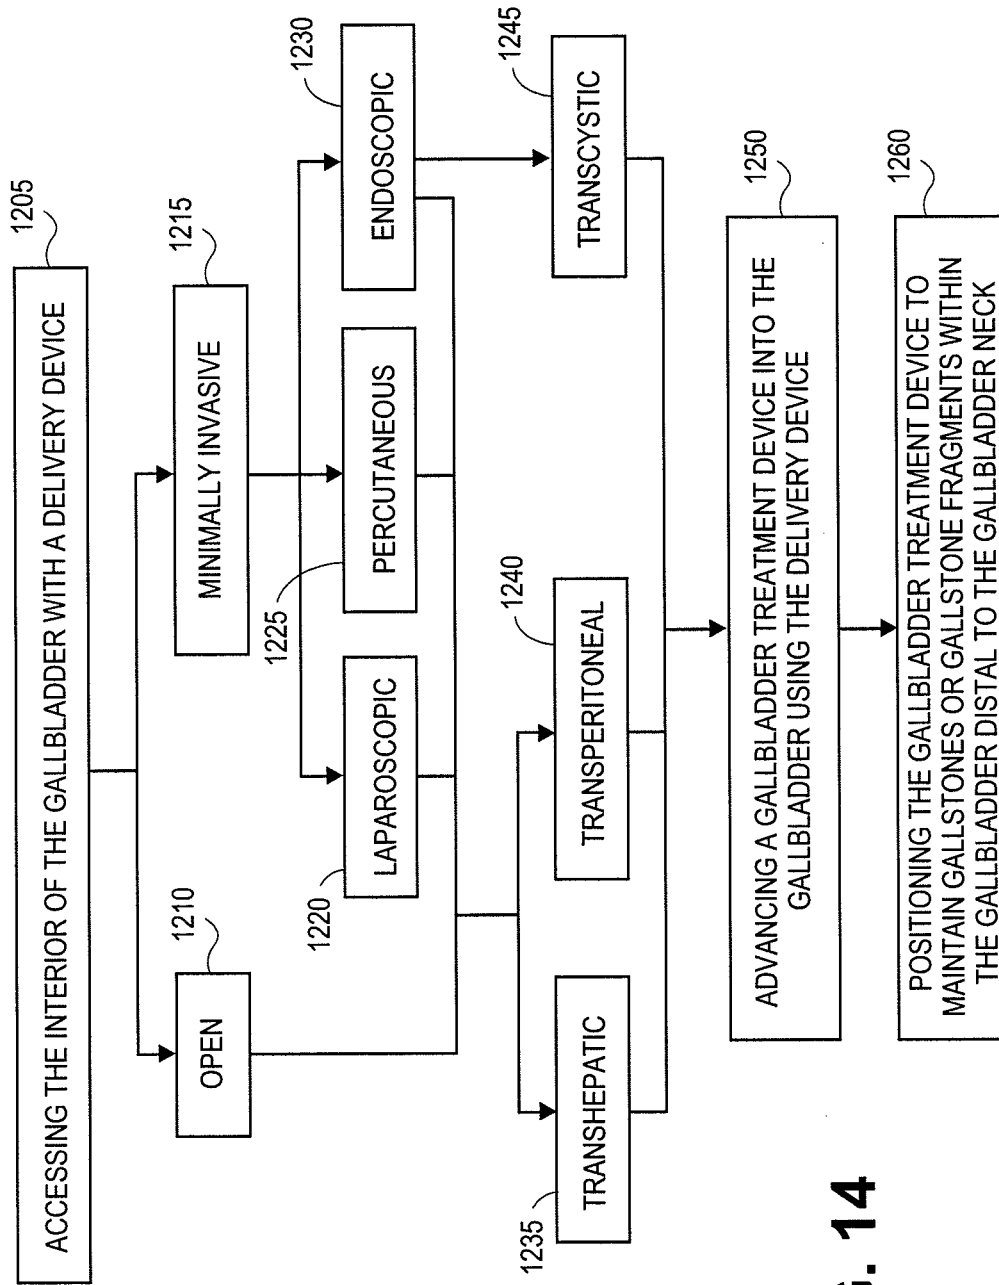 ACCESSING THE INTERIOR OF THE GALLBLADDER WITH A DELIVERY DEVICE
1205
OPEN
1210
MINIMALLY INVASIVE
1215
LAPAROSCOPIC
1220
PERCUTANEOUS
1225
ENDOSCOPIC
1230
TRANSHEPATIC
1235
TRANSPERITONEAL
1240
TRANSCYSTIC
1245
ADVANCING A GALLBLADDER TREATMENT DEVICE INTO THE
GALLBLADDER USING THE DELIVERY DEVICE
1250
POSITIONING THE GALLBLADDER TREATMENT DEVICE TO
MAINTAIN GALLSTONES OR GALLSTONE FRAGMENTS WITHIN
THE GALLBLADDER DISTAL TO THE GALLBLADDER NECK
1260
14